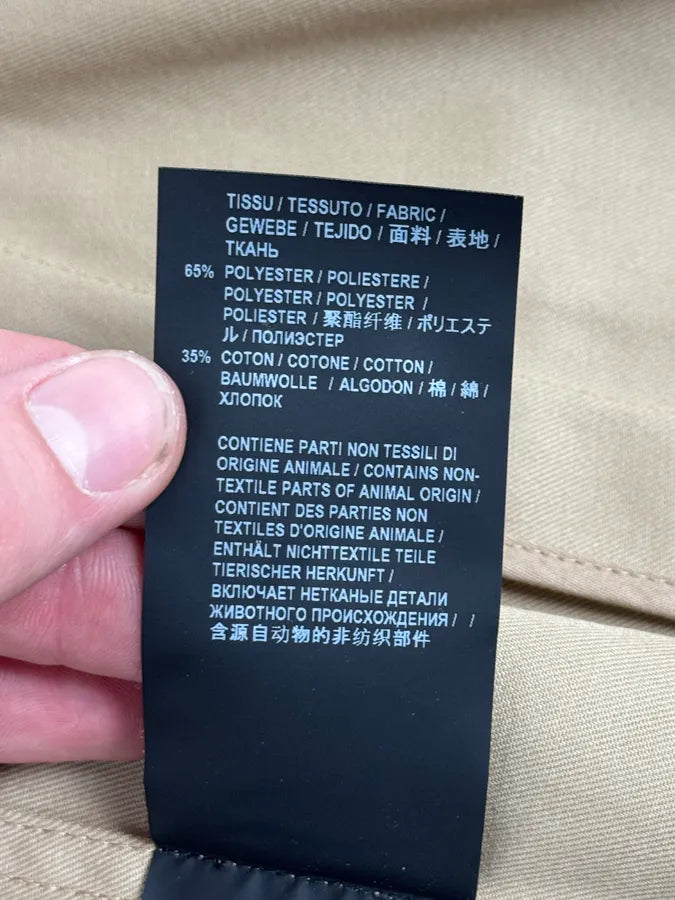 TISSU / TESSUTO / FABRIC /
GEWEBE / TEJIDO / 面料 / 表地 /
ТКАНЬ
65% POLYESTER / POLIESTERE /
POLYESTER / POLYESTER /
POLIESTER / 聚酯纤维 / ポリエステ
ル / ПОЛИЭСТЕР
35% COTON / COTONE / COTTON /
BAUMWOLLE / ALGODON / 棉 / 綿 /
ХЛОПОК
CONTIENE PARTI NON TESSILI DI
ORIGINE ANIMALE / CONTAINS NON-
TEXTILE PARTS OF ANIMAL ORIGIN /
CONTIENT DES PARTIES NON
TEXTILES D'ORIGINE ANIMALE /
ENTHÄLT NICHTTEXTILE TEILE
TIERISCHER HERKUNFT /
ВКЛЮЧАЕТ НЕТКАНЫЕ ДЕТАЛИ
ЖИВОТНОГО ПРОИСХОЖДЕНИЯ / /
含源自动物的非纺织部件